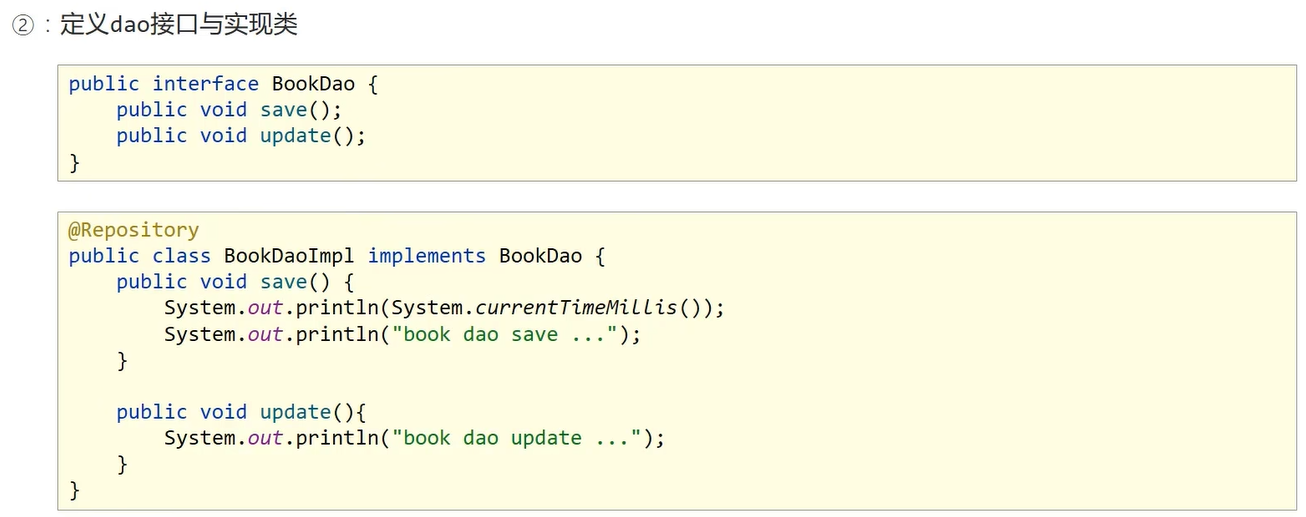 ②：定义dao接口与实现类
public interface BookDao {
    public void save();
    public void update();
}
@Repository
public class BookDaoImpl implements BookDao {
    public void save() {
        System.out.println(System.currentTimeMillis());
        System.out.println("book dao save ...");
    }
    public void update(){
        System.out.println("book dao update ...");
    }
}